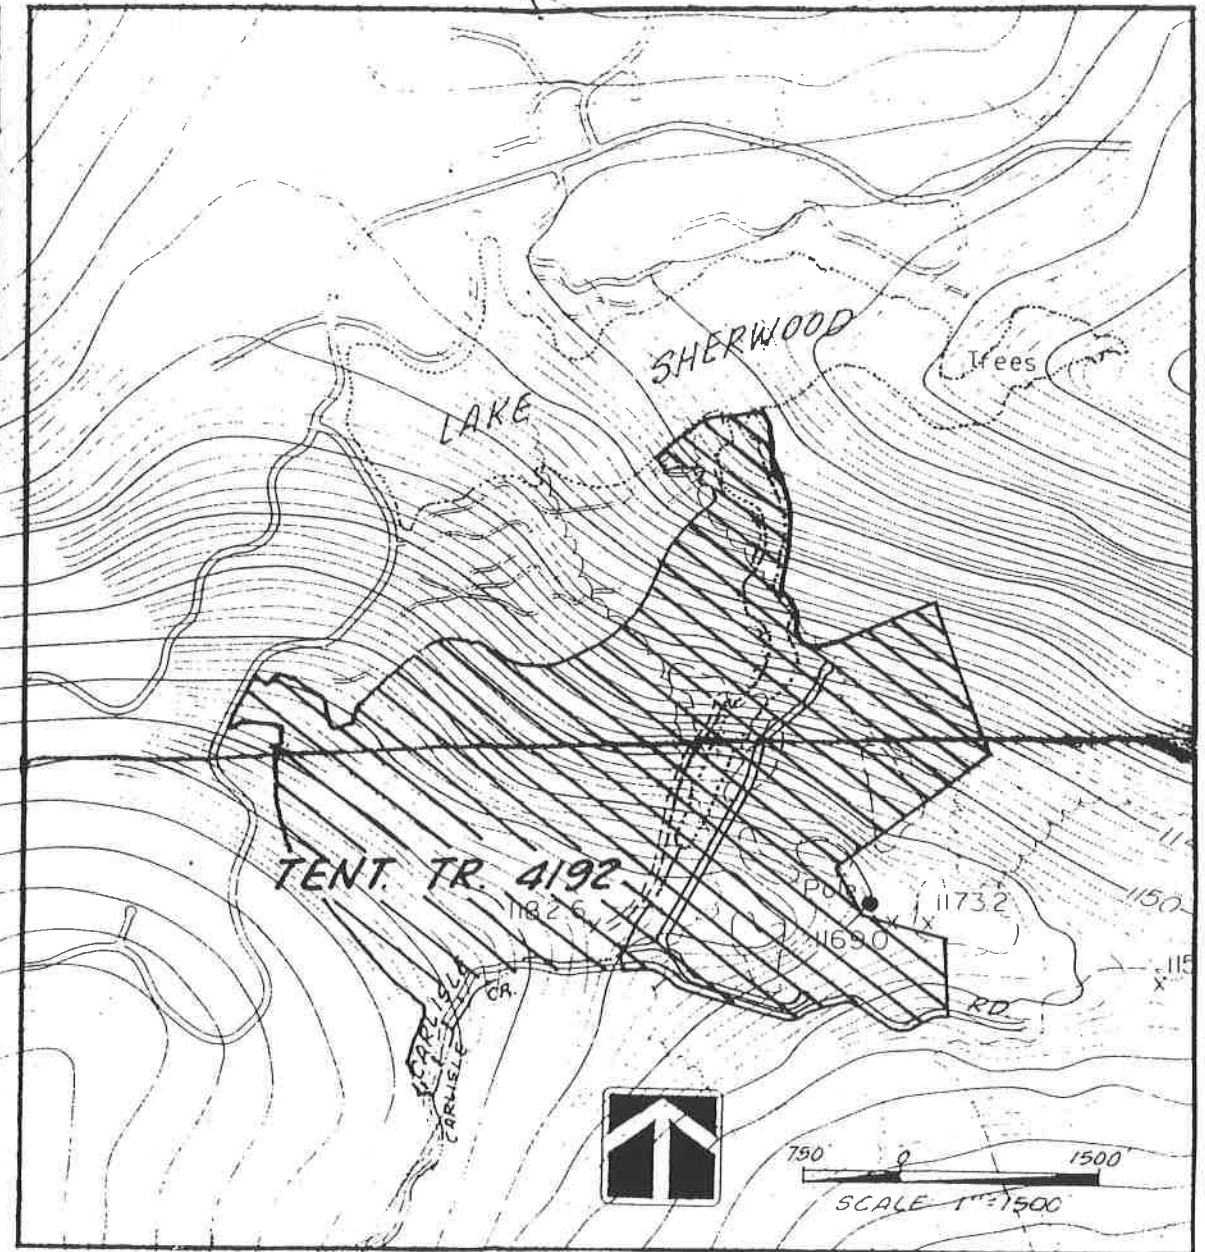 SHERWOOD
Trees
LAKE
TENT. TR. 4192
1182.6
Pole
1173.2
1169.0
1150
CARLISLE
CR.
CARLISLE
RD.
750 0 1500
SCALE 1"=1500